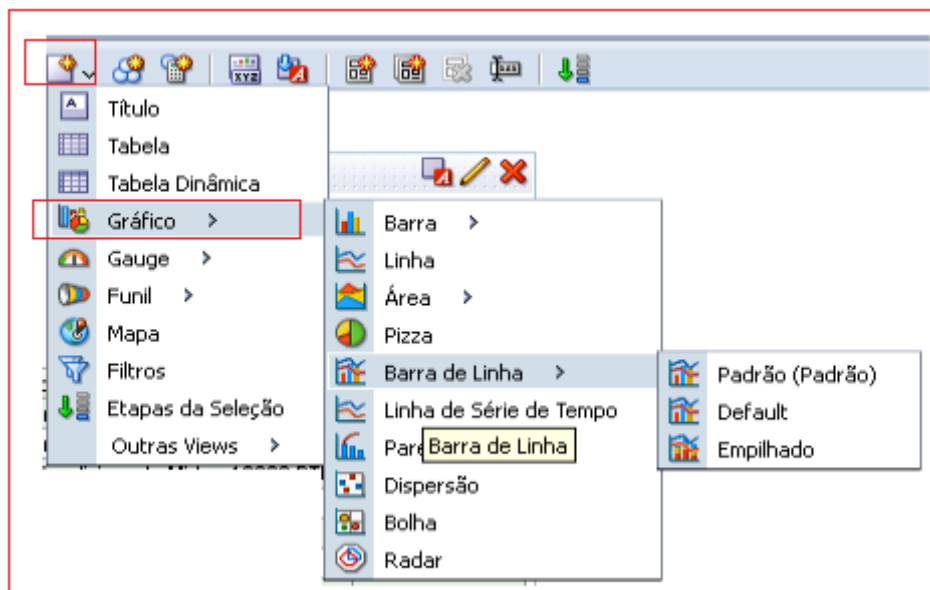 XYZ
Título
Tabela
Tabela Dinâmica
Gráfico >
Gauge >
Funil >
Mapa
Filtros
Etapas da Seleção
Outras Views >
Barra >
Linha
Área >
Pizza
Barra de Linha >
Linha de Série de Tempo
Barra de Linha
Dispersão
Bolha
Radar
Padrão (Padrão)
Default
Empilhado